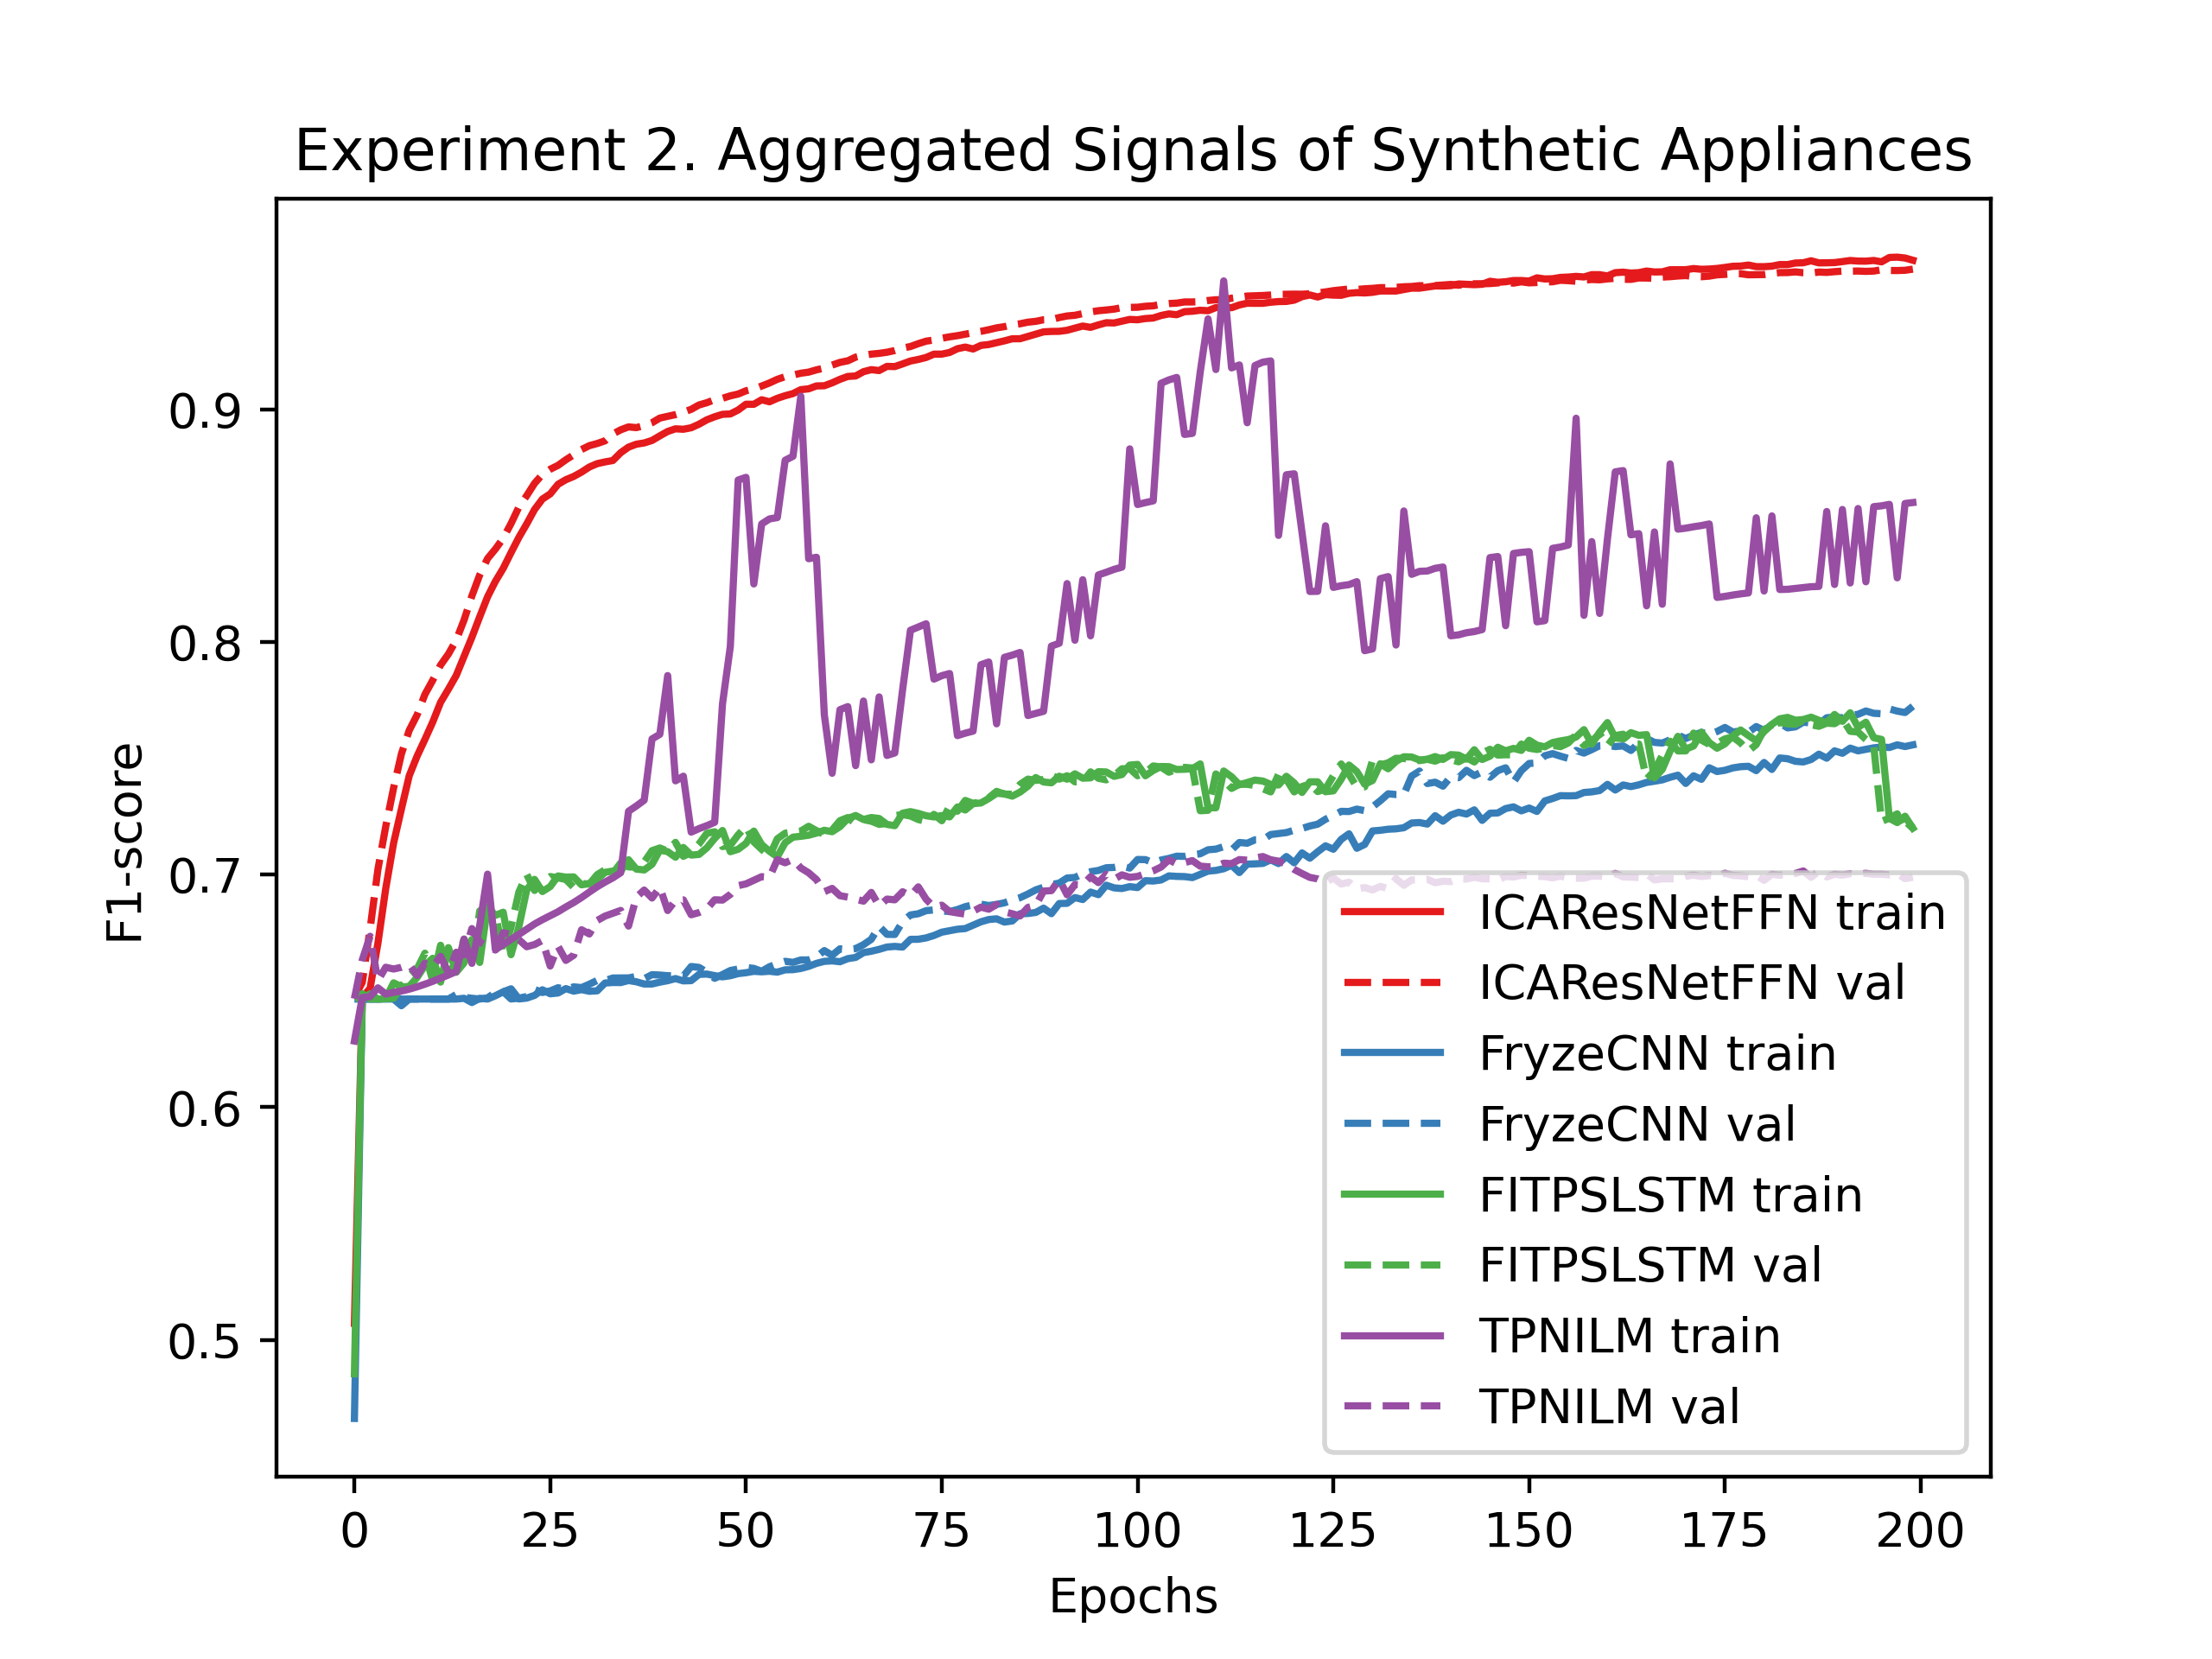 Experiment 2. Aggregated Signals of Synthetic Appliances
F1-score
0.9
0.8
0.7
0.6
0.5
ICAResNetFFN train
ICAResNetFFN val
FryzeCNN train
FryzeCNN val
FITPSLSTM train
FITPSLSTM val
TPNILM train
TPNILM val
0 25 50 75 100 125 150 175 200
Epochs